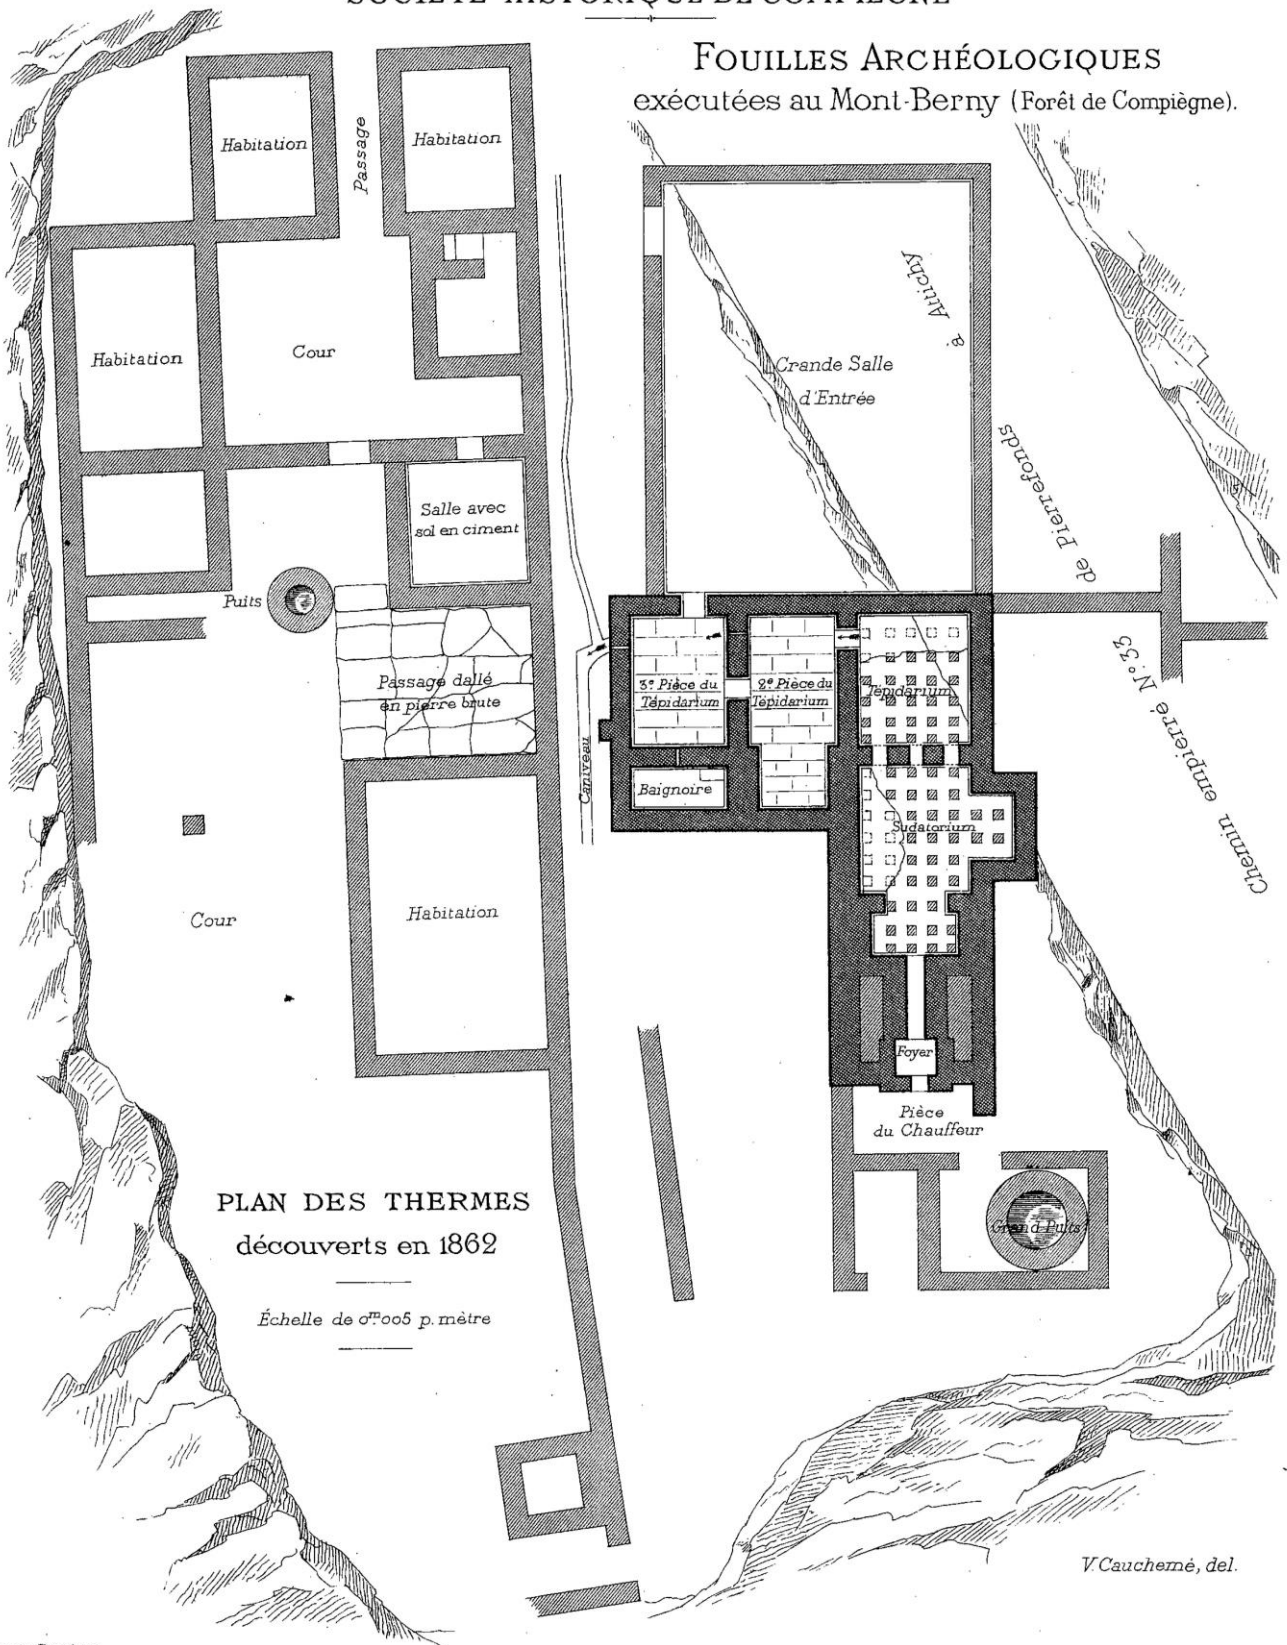 FOUILLES ARCHÉOLOGIQUES
exécutées au Mont-Berny (Forêt de Compiègne).
Habitation
Passage
Habitation
Habitation
Cour
Grande Salle
d'Entrée
Chemin empierré N.º 33 de Pierrefonds à Attichy
Salle avec
sol en ciment
Puits
Passage dallé
en pierre brute
3e Pièce du
Tépidarium
2e Pièce du
Tépidarium
Tépidarium
Caniveau
Baignoire
Sudatorium
Cour
Habitation
Foyer
Pièce
du Chauffeur
Grand Puits
PLAN DES THERMES
découverts en 1862
Échelle de 0m005 p. mètre
V. Cauchemé, del.